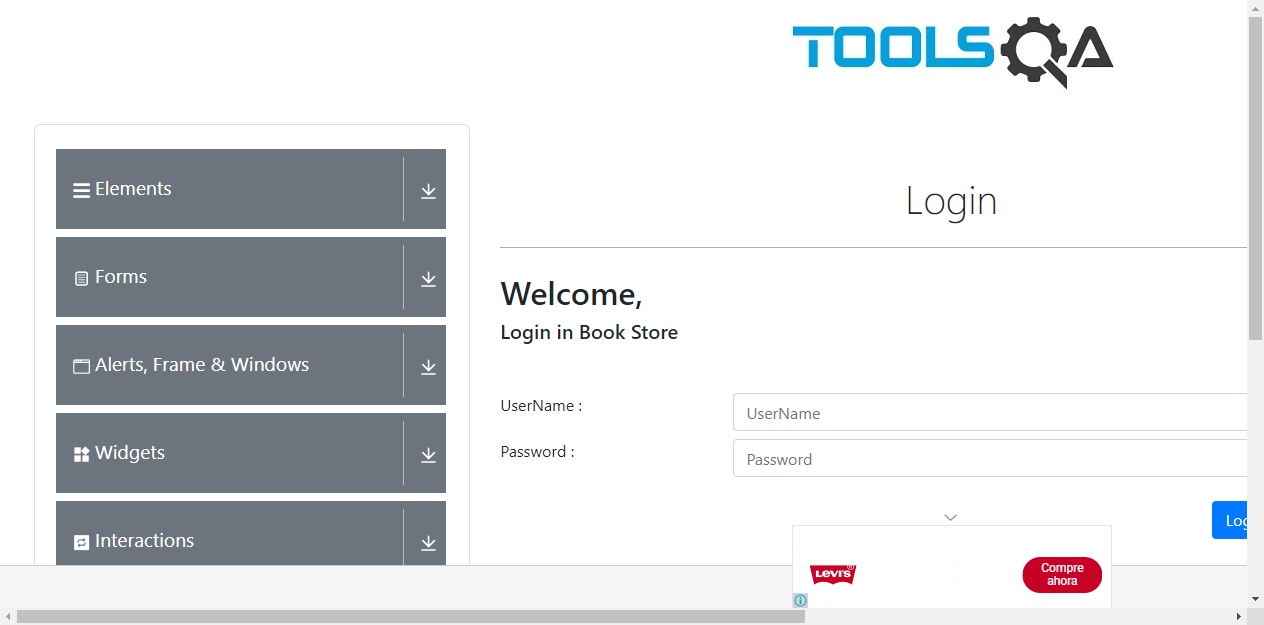 TOOLSQA
Elements
Forms
Alerts, Frame & Windows
Widgets
Interactions
Login
Welcome,
Login in Book Store
UserName :
UserName
Password :
Password
Log
Levi's
Compre
ahora